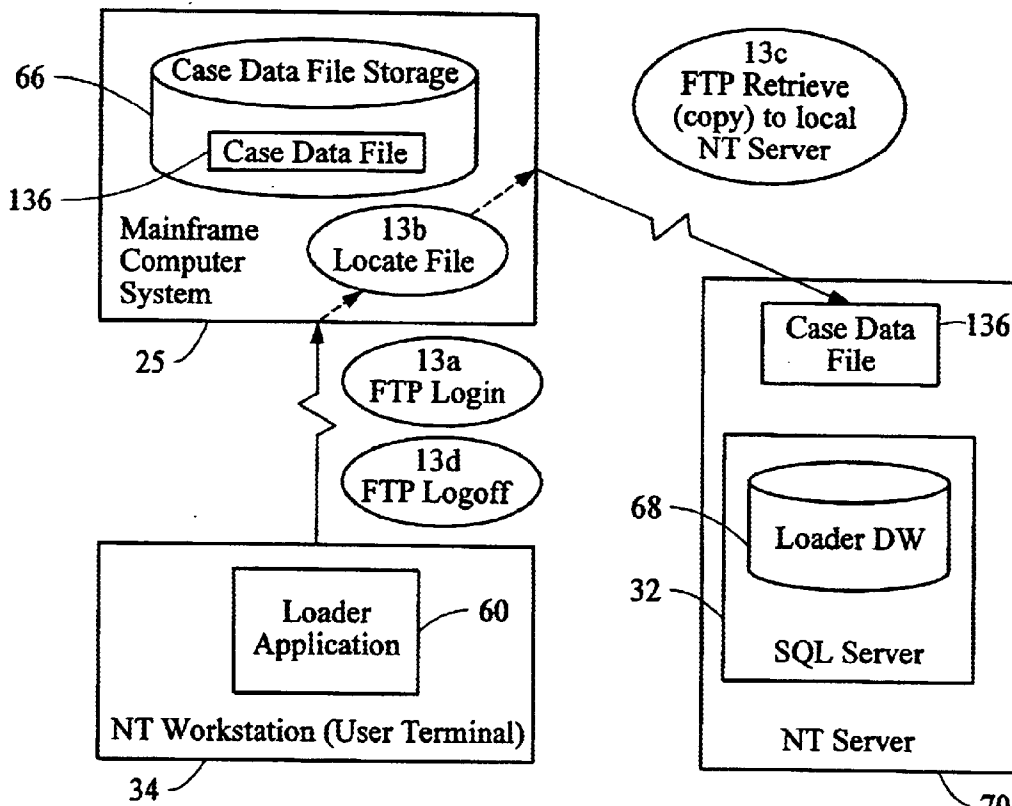 66
Case Data File Storage
Case Data File
136
Mainframe
Computer
System
13b
Locate File
25
13c
FTP Retrieve
(copy) to local
NT Server
13a
FTP Login
13d
FTP Logoff
Case Data
File
136
68
Loader DW
32
SQL Server
NT Server
Loader
Application
60
NT Workstation (User Terminal)
34